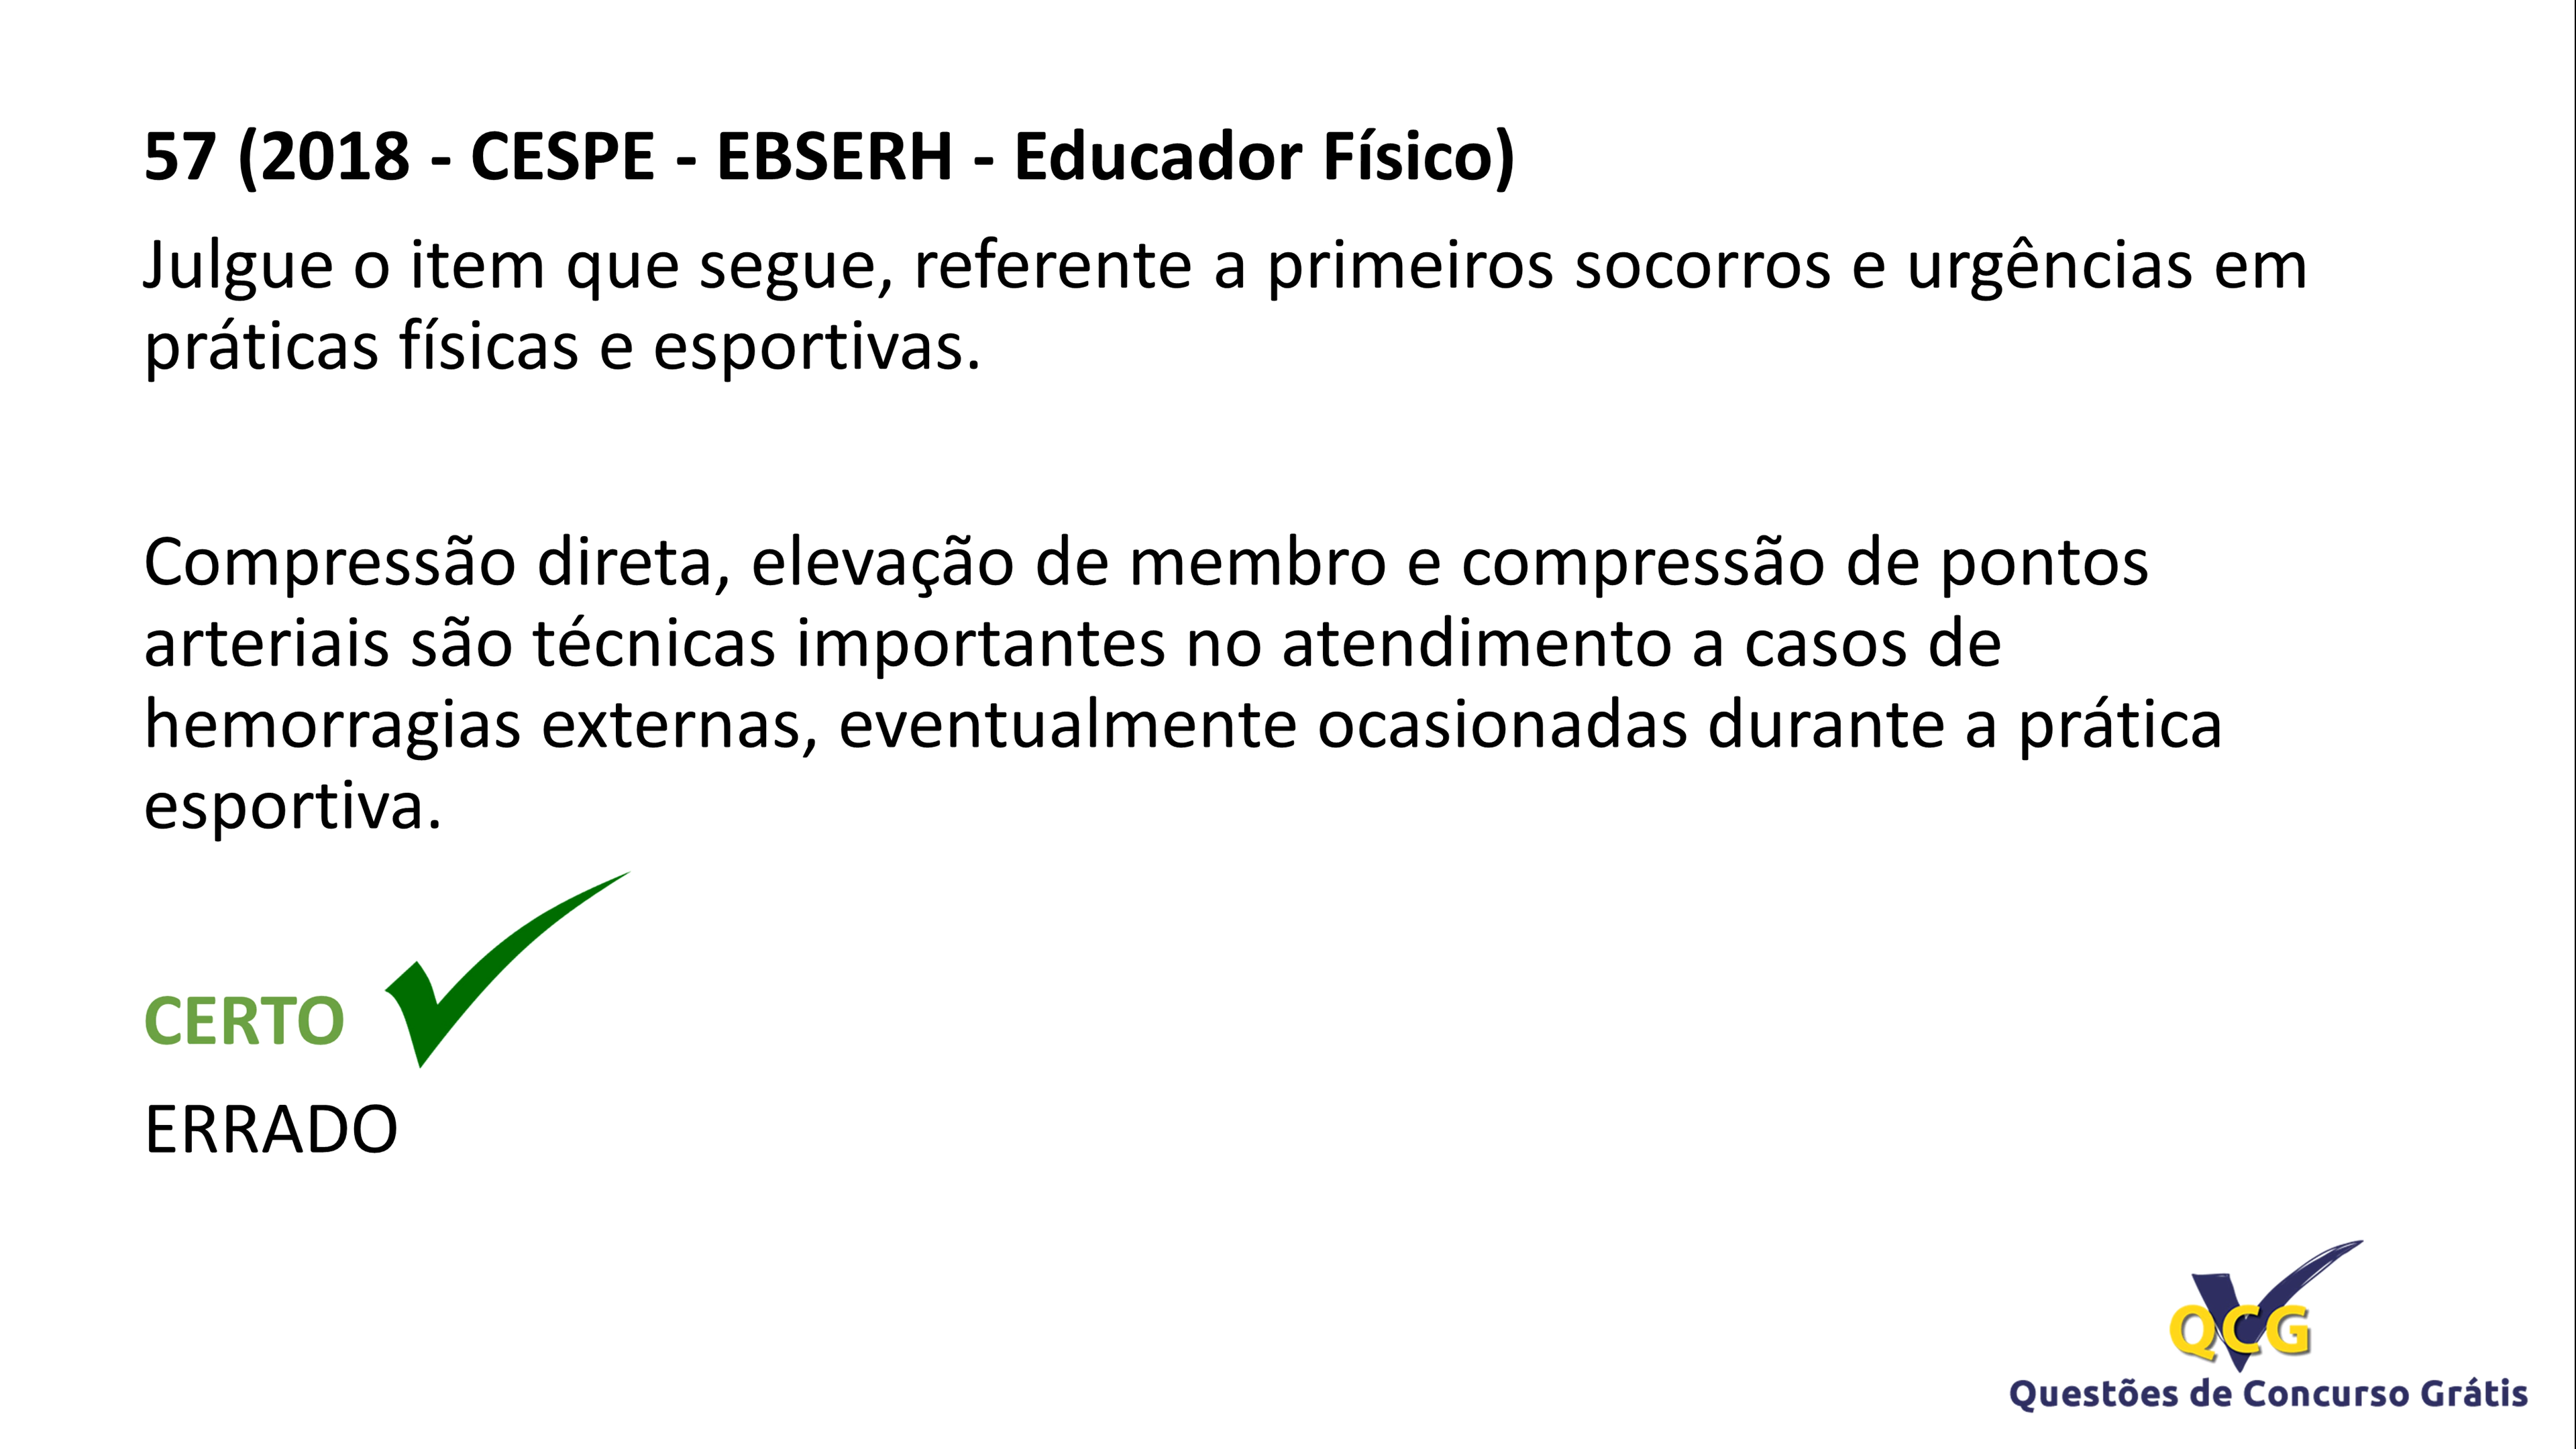 57 (2018 - CESPE - EBSERH - Educador Físico)
Julgue o item que segue, referente a primeiros socorros e urgências em
práticas físicas e esportivas.
Compressão direta, elevação de membro e compressão de pontos
arteriais são técnicas importantes no atendimento a casos de
hemorragias externas, eventualmente ocasionadas durante a prática
esportiva.
CERTO
ERRADO
QCG
Questões de Concurso Grátis